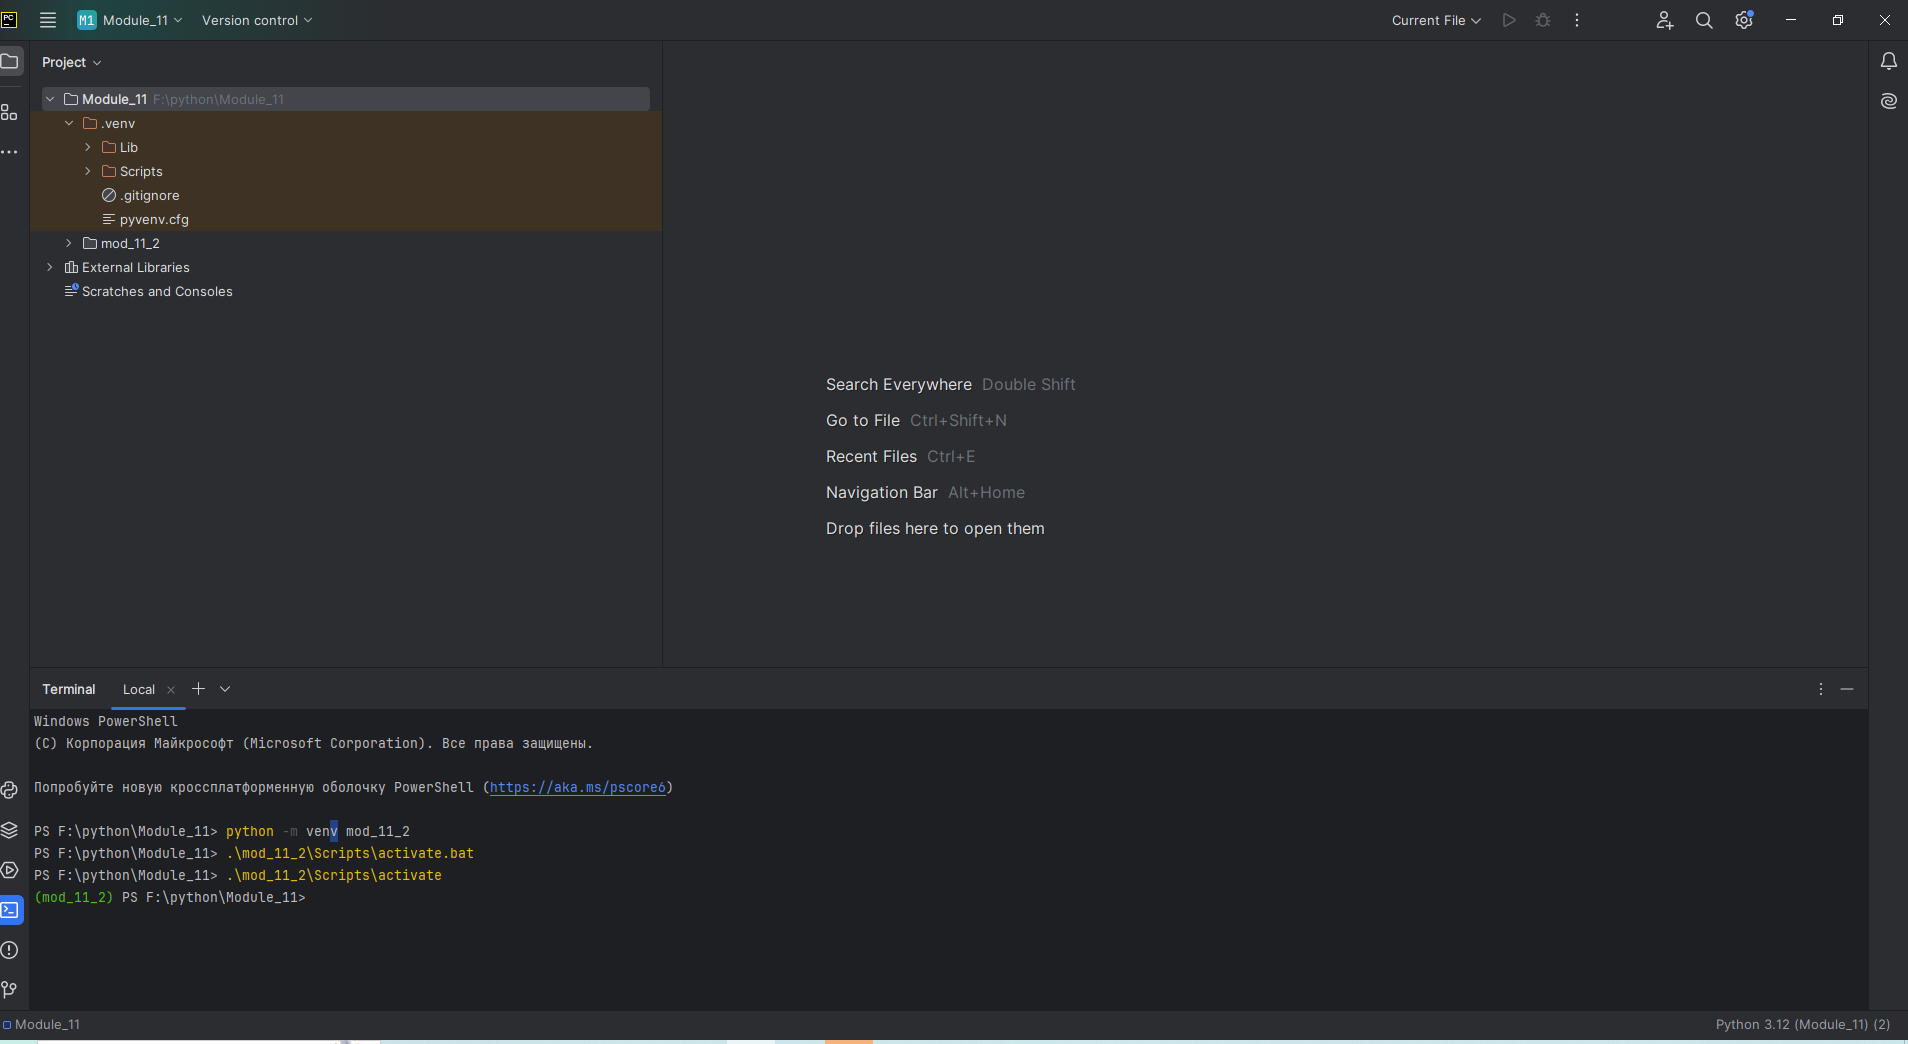 PC
M1 Module_11 Version control Current File
Project
Module_11 F:\python\Module_11
.venv
Lib
Scripts
.gitignore
pyvenv.cfg
mod_11_2
External Libraries
Scratches and Consoles
Search Everywhere Double Shift
Go to File Ctrl+Shift+N
Recent Files Ctrl+E
Navigation Bar Alt+Home
Drop files here to open them
Terminal Local
Windows PowerShell
(C) Корпорация Майкрософт (Microsoft Corporation). Все права защищены.
Попробуйте новую кроссплатформенную оболочку PowerShell (https://aka.ms/pscore6)
PS F:\python\Module_11> python -m venv mod_11_2
PS F:\python\Module_11> .\mod_11_2\Scripts\activate.bat
PS F:\python\Module_11> .\mod_11_2\Scripts\activate
(mod_11_2) PS F:\python\Module_11>
Module_11 Python 3.12 (Module_11) (2)